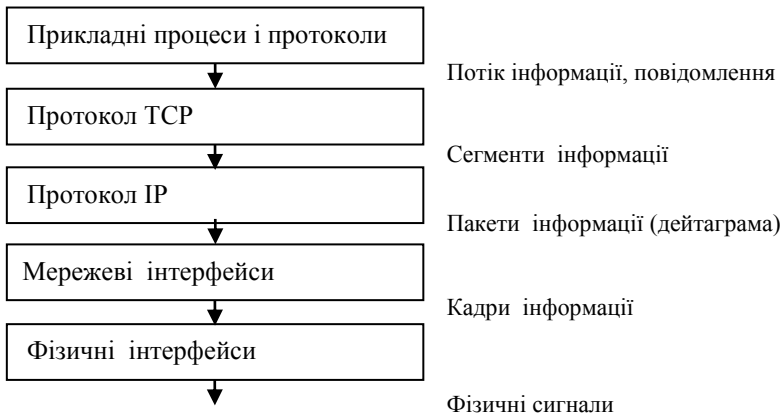 Прикладні процеси і протоколи
Потік інформації, повідомлення
Протокол TCP
Сегменти інформації
Протокол IP
Пакети інформації (дейтаграма)
Мережеві інтерфейси
Кадри інформації
Фізичні інтерфейси
Фізичні сигнали